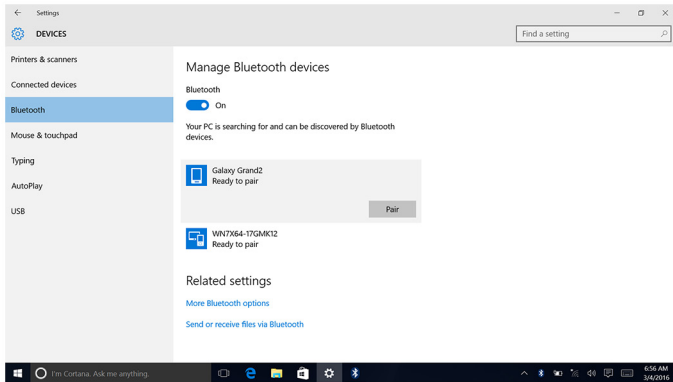 Settings
DEVICES
Find a setting
Printers & scanners
Connected devices
Bluetooth
Mouse & touchpad
Typing
AutoPlay
USB
Manage Bluetooth devices
Bluetooth
On
Your PC is searching for and can be discovered by Bluetooth
devices.
Galaxy Grand2
Ready to pair
Pair
WN7X64-17GMK12
Ready to pair
Related settings
More Bluetooth options
Send or receive files via Bluetooth
I'm Cortana. Ask me anything.
6:56 AM
3/4/2016